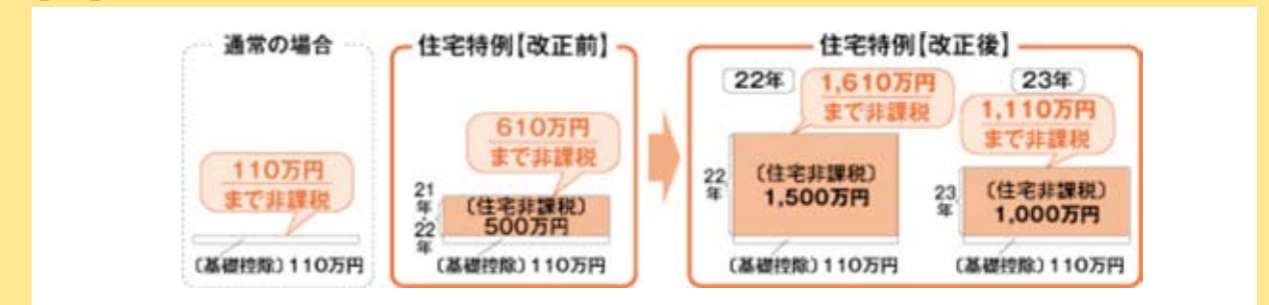 通常の場合
110万円
まで非課税
(基礎控除)110万円
住宅特例【改正前】
610万円
まで非課税
21年・22年
(住宅非課税)
500万円
(基礎控除)110万円
住宅特例【改正後】
22年
1,610万円
まで非課税
22年
(住宅非課税)
1,500万円
(基礎控除)110万円
23年
1,110万円
まで非課税
23年
(住宅非課税)
1,000万円
(基礎控除)110万円